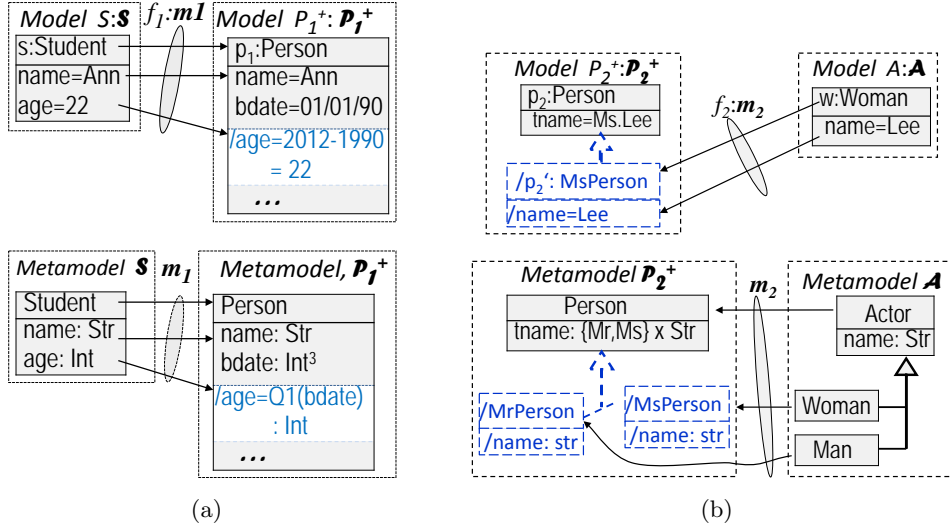 Model S:S
f₁:m1
Model P₁⁺: P₁⁺
s:Student
name=Ann
age=22
p₁:Person
name=Ann
bdate=01/01/90
/age=2012-1990
= 22
...
Metamodel S
m₁
Metamodel, P₁⁺
Student
name: Str
age: Int
Person
name: Str
bdate: Int³
/age=Q1(bdate)
: Int
...
(a)
Model P₂⁺:P₂⁺
Model A:A
p₂:Person
tname=Ms.Lee
f₂:m₂
w:Woman
name=Lee
/p₂‘: MsPerson
/name=Lee
Metamodel P₂⁺
m₂
Metamodel A
Person
tname: {Mr,Ms} x Str
Actor
name: Str
/MrPerson
/name: str
/MsPerson
/name: str
Woman
Man
(b)